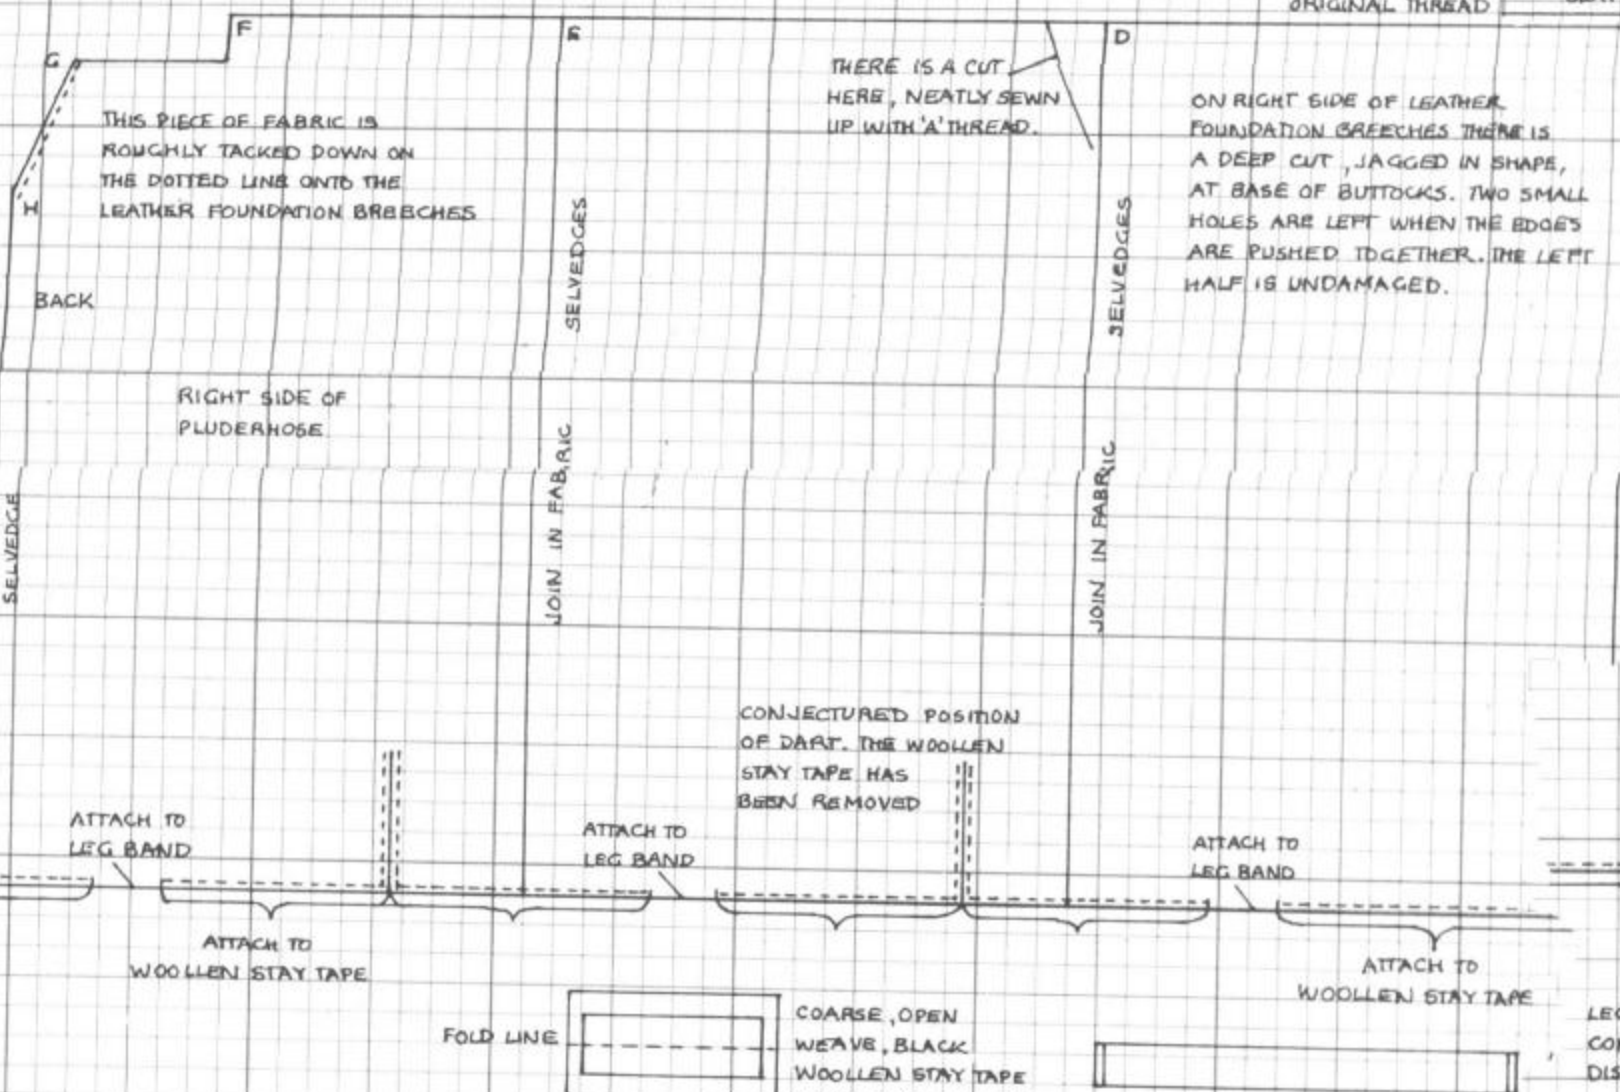 ORIGINAL THREAD
F
E
D
G
THERE IS A CUT
HERE, NEATLY SEWN
UP WITH 'A' THREAD.
ON RIGHT SIDE OF LEATHER
FOUNDATION BREECHES THERE IS
A DEEP CUT, JAGGED IN SHAPE,
AT BASE OF BUTTOCKS. TWO SMALL
HOLES ARE LEFT WHEN THE EDGES
ARE PUSHED TOGETHER. THE LEFT
HALF IS UNDAMAGED.
THIS PIECE OF FABRIC IS
ROUGHLY TACKED DOWN ON
THE DOTTED LINE ONTO THE
LEATHER FOUNDATION BREECHES
H
SELVEDGES
SELVEDGES
BACK
RIGHT SIDE OF
PLUDERHOSE
SELVEDGE
JOIN IN FABRIC
JOIN IN FABRIC
CONJECTURED POSITION
OF DART. THE WOOLLEN
STAY TAPE HAS
BEEN REMOVED
ATTACH TO
LEG BAND
ATTACH TO
LEG BAND
ATTACH TO
LEG BAND
ATTACH TO
WOOLLEN STAY TAPE
ATTACH TO
WOOLLEN STAY TAPE
FOLD LINE
COARSE, OPEN
WEAVE, BLACK
WOOLLEN STAY TAPE